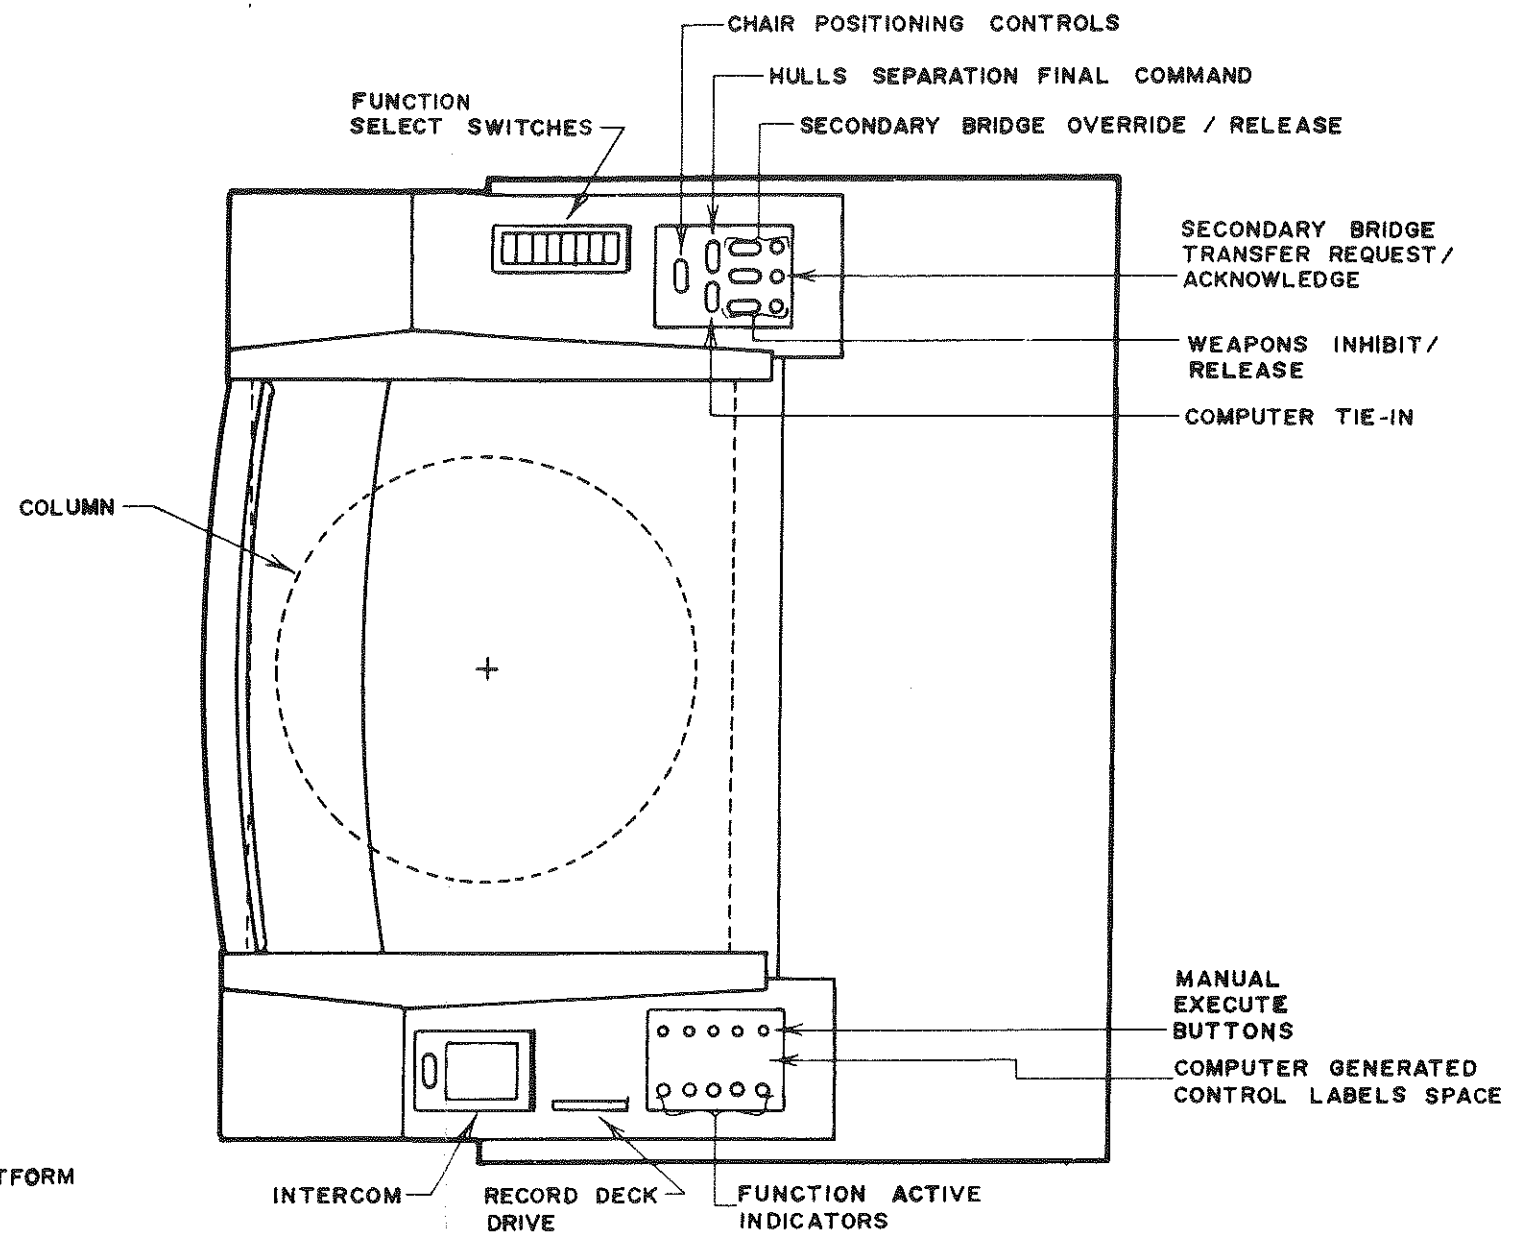 CHAIR POSITIONING CONTROLS
HULLS SEPARATION FINAL COMMAND
FUNCTION
SELECT SWITCHES
SECONDARY BRIDGE OVERRIDE / RELEASE
SECONDARY BRIDGE
TRANSFER REQUEST/
ACKNOWLEDGE
WEAPONS INHIBIT/
RELEASE
COMPUTER TIE-IN
COLUMN
MANUAL
EXECUTE
BUTTONS
COMPUTER GENERATED
CONTROL LABELS SPACE
TFORM
INTERCOM
RECORD DECK
DRIVE
FUNCTION ACTIVE
INDICATORS